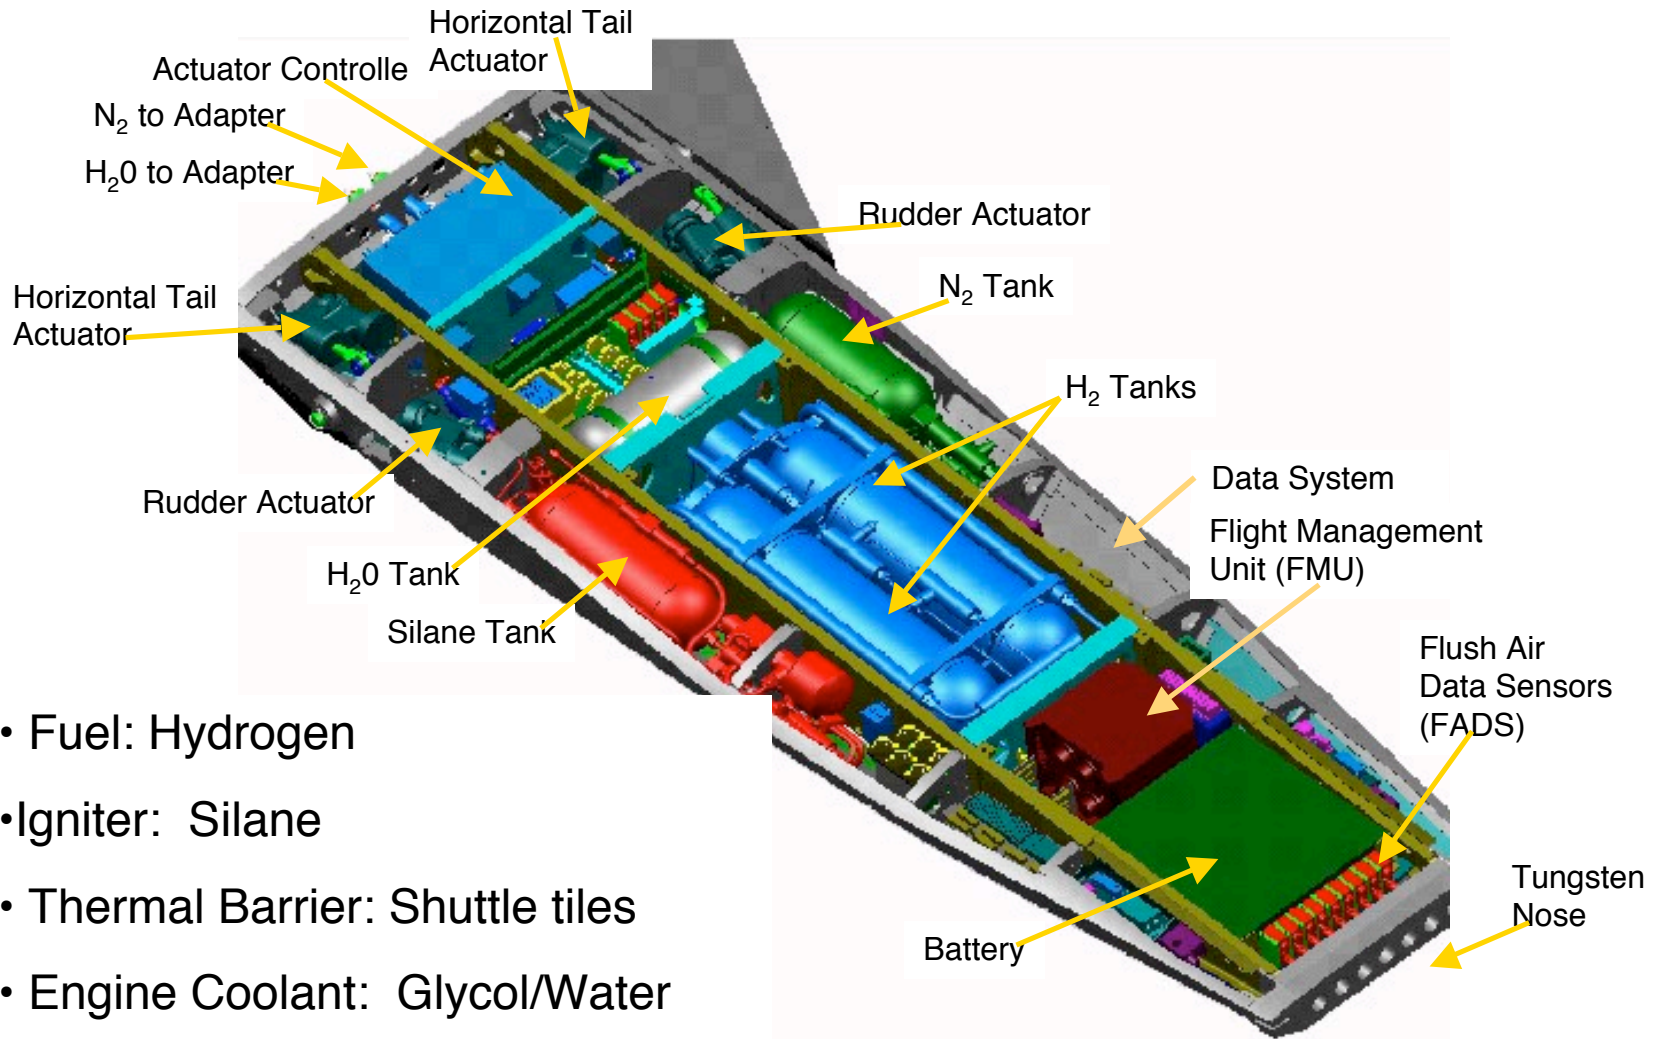 Horizontal Tail
Actuator
Actuator Controlle
N₂ to Adapter
H₂0 to Adapter
Rudder Actuator
N₂ Tank
Horizontal Tail
Actuator
H₂ Tanks
Data System
Flight Management
Unit (FMU)
Rudder Actuator
H₂0 Tank
Silane Tank
Flush Air
Data Sensors
(FADS)
• Fuel: Hydrogen
•Igniter: Silane
• Thermal Barrier: Shuttle tiles
Tungsten
Nose
Battery
• Engine Coolant: Glycol/Water